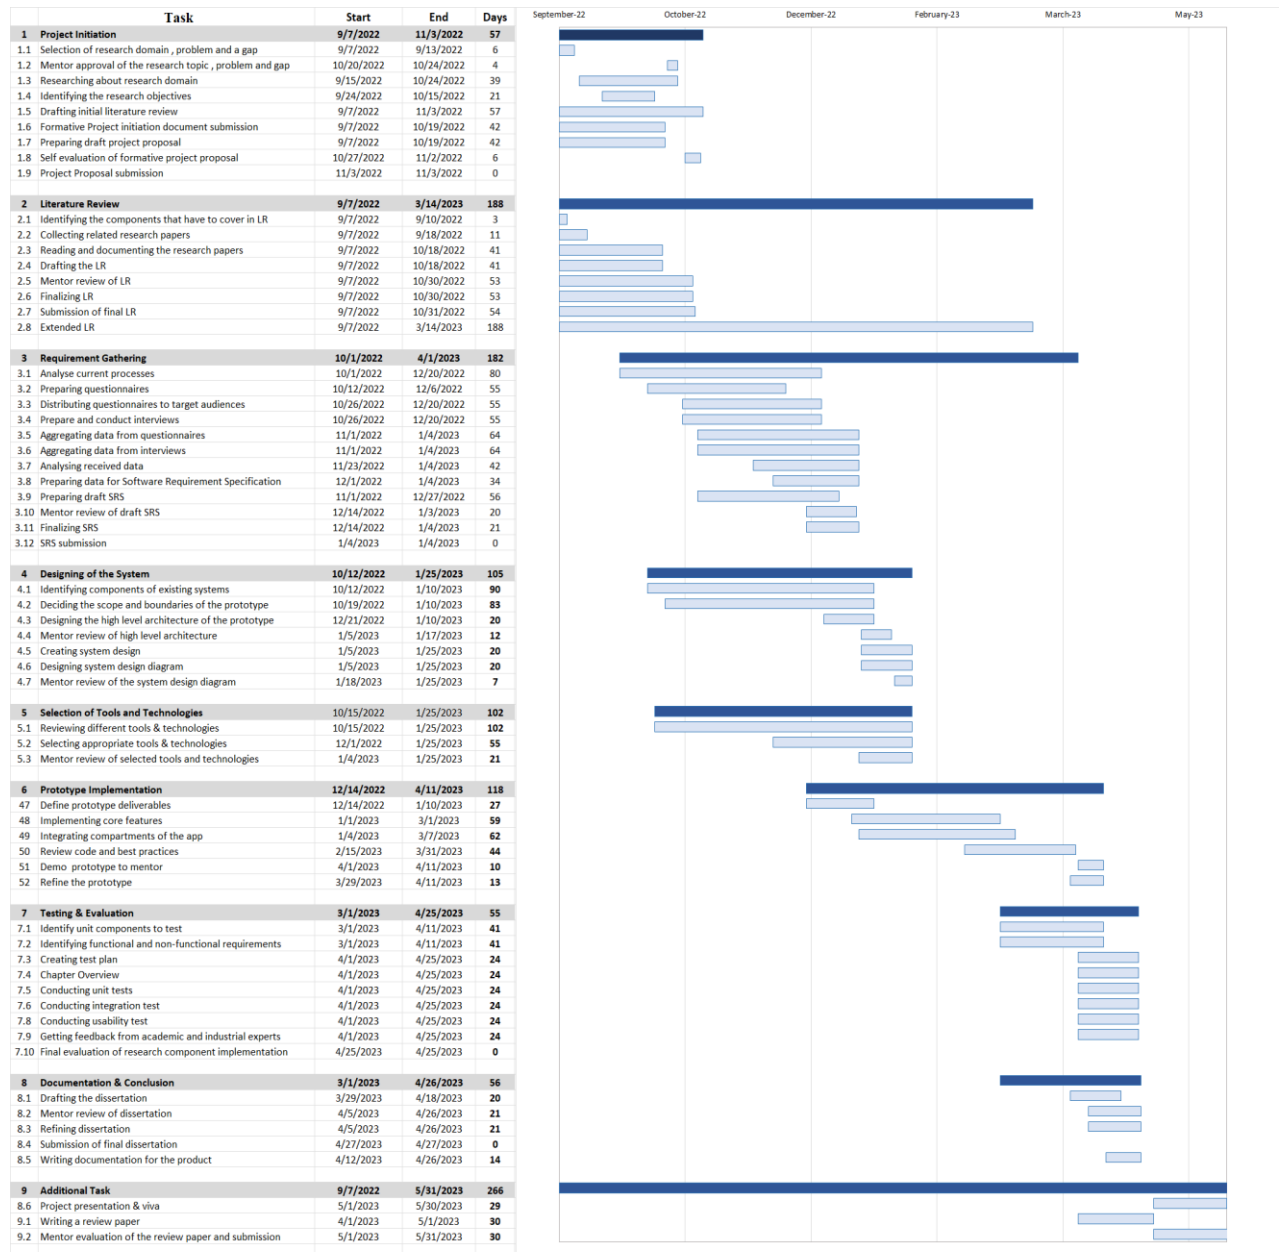 Task Start End Days September-22 October-22 December-22 February-23 March-23 May-23
1 Project Initiation 9/7/2022 11/3/2022 57
1.1 Selection of research domain , problem and a gap 9/7/2022 9/13/2022 6
1.2 Mentor approval of the research topic , problem and gap 10/20/2022 10/24/2022 4
1.3 Researching about research domain 9/15/2022 10/24/2022 39
1.4 Identifying the research objectives 9/24/2022 10/15/2022 21
1.5 Drafting initial literature review 9/7/2022 11/3/2022 57
1.6 Formative Project initiation document submission 9/7/2022 10/19/2022 42
1.7 Preparing draft project proposal 9/7/2022 10/19/2022 42
1.8 Self evaluation of formative project proposal 10/27/2022 11/2/2022 6
1.9 Project Proposal submission 11/3/2022 11/3/2022 0
2 Literature Review 9/7/2022 3/14/2023 188
2.1 Identifying the components that have to cover in LR 9/7/2022 9/10/2022 3
2.2 Collecting related research papers 9/7/2022 9/18/2022 11
2.3 Reading and documenting the research papers 9/7/2022 10/18/2022 41
2.4 Drafting the LR 9/7/2022 10/18/2022 41
2.5 Mentor review of LR 9/7/2022 10/30/2022 53
2.6 Finalizing LR 9/7/2022 10/30/2022 53
2.7 Submission of final LR 9/7/2022 10/31/2022 54
2.8 Extended LR 9/7/2022 3/14/2023 188
3 Requirement Gathering 10/1/2022 4/1/2023 182
3.1 Analyse current processes 10/1/2022 12/20/2022 80
3.2 Preparing questionnaires 10/12/2022 12/6/2022 55
3.3 Distributing questionnaires to target audiences 10/26/2022 12/20/2022 55
3.4 Prepare and conduct interviews 10/26/2022 12/20/2022 55
3.5 Aggregating data from questionnaires 11/1/2022 1/4/2023 64
3.6 Aggregating data from interviews 11/1/2022 1/4/2023 64
3.7 Analysing received data 11/23/2022 1/4/2023 42
3.8 Preparing data for Software Requirement Specification 12/1/2022 1/4/2023 34
3.9 Preparing draft SRS 11/1/2022 12/27/2022 56
3.10 Mentor review of draft SRS 12/14/2022 1/3/2023 20
3.11 Finalizing SRS 12/14/2022 1/4/2023 21
3.12 SRS submission 1/4/2023 1/4/2023 0
4 Designing of the System 10/12/2022 1/25/2023 105
4.1 Identifying components of existing systems 10/12/2022 1/10/2023 90
4.2 Deciding the scope and boundaries of the prototype 10/19/2022 1/10/2023 83
4.3 Designing the high level architecture of the prototype 12/21/2022 1/10/2023 20
4.4 Mentor review of high level architecture 1/5/2023 1/17/2023 12
4.5 Creating system design 1/5/2023 1/25/2023 20
4.6 Designing system design diagram 1/5/2023 1/25/2023 20
4.7 Mentor review of the system design diagram 1/18/2023 1/25/2023 7
5 Selection of Tools and Technologies 10/15/2022 1/25/2023 102
5.1 Reviewing different tools & technologies 10/15/2022 1/25/2023 102
5.2 Selecting appropriate tools & technologies 12/1/2022 1/25/2023 55
5.3 Mentor review of selected tools and technologies 1/4/2023 1/25/2023 21
6 Prototype Implementation 12/14/2022 4/11/2023 118
47 Define prototype deliverables 12/14/2022 1/10/2023 27
48 Implementing core features 1/1/2023 3/1/2023 59
49 Integrating compartments of the app 1/4/2023 3/7/2023 62
50 Review code and best practices 2/15/2023 3/31/2023 44
51 Demo prototype to mentor 4/1/2023 4/11/2023 10
52 Refine the prototype 3/29/2023 4/11/2023 13
7 Testing & Evaluation 3/1/2023 4/25/2023 55
7.1 Identify unit components to test 3/1/2023 4/11/2023 41
7.2 Identifying functional and non-functional requirements 3/1/2023 4/11/2023 41
7.3 Creating test plan 4/1/2023 4/25/2023 24
7.4 Chapter Overview 4/1/2023 4/25/2023 24
7.5 Conducting unit tests 4/1/2023 4/25/2023 24
7.6 Conducting integration test 4/1/2023 4/25/2023 24
7.8 Conducting usability test 4/1/2023 4/25/2023 24
7.9 Getting feedback from academic and industrial experts 4/1/2023 4/25/2023 24
7.10 Final evaluation of research component implementation 4/25/2023 4/25/2023 0
8 Documentation & Conclusion 3/1/2023 4/26/2023 56
8.1 Drafting the dissertation 3/29/2023 4/18/2023 20
8.2 Mentor review of dissertation 4/5/2023 4/26/2023 21
8.3 Refining dissertation 4/5/2023 4/26/2023 21
8.4 Submission of final dissertation 4/27/2023 4/27/2023 0
8.5 Writing documentation for the product 4/12/2023 4/26/2023 14
9 Additional Task 9/7/2022 5/31/2023 266
8.6 Project presentation & viva 5/1/2023 5/30/2023 29
9.1 Writing a review paper 4/1/2023 5/1/2023 30
9.2 Mentor evaluation of the review paper and submission 5/1/2023 5/31/2023 30